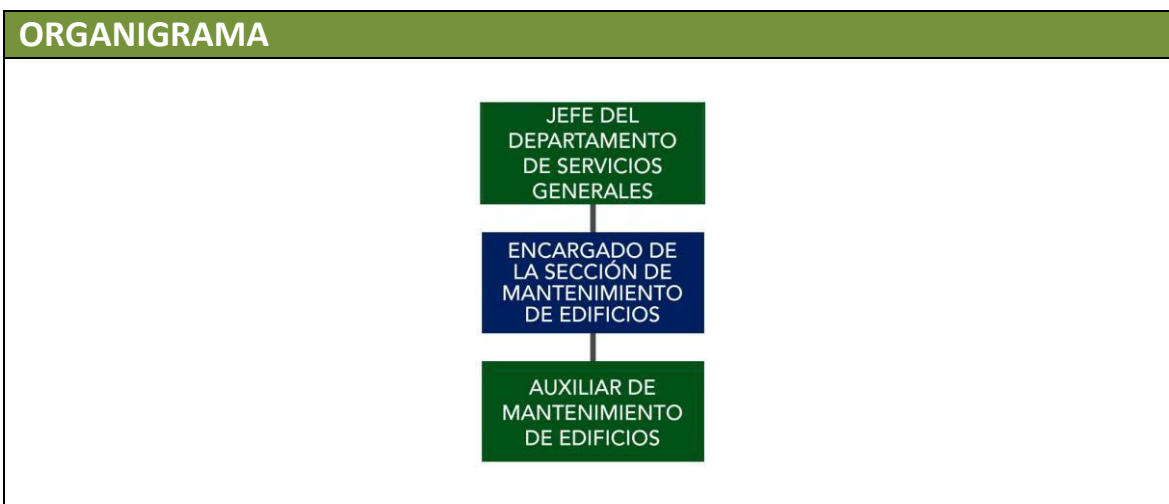 ORGANIGRAMA
JEFE DEL
DEPARTAMENTO
DE SERVICIOS
GENERALES
ENCARGADO DE
LA SECCIÓN DE
MANTENIMIENTO
DE EDIFICIOS
AUXILIAR DE
MANTENIMIENTO
DE EDIFICIOS